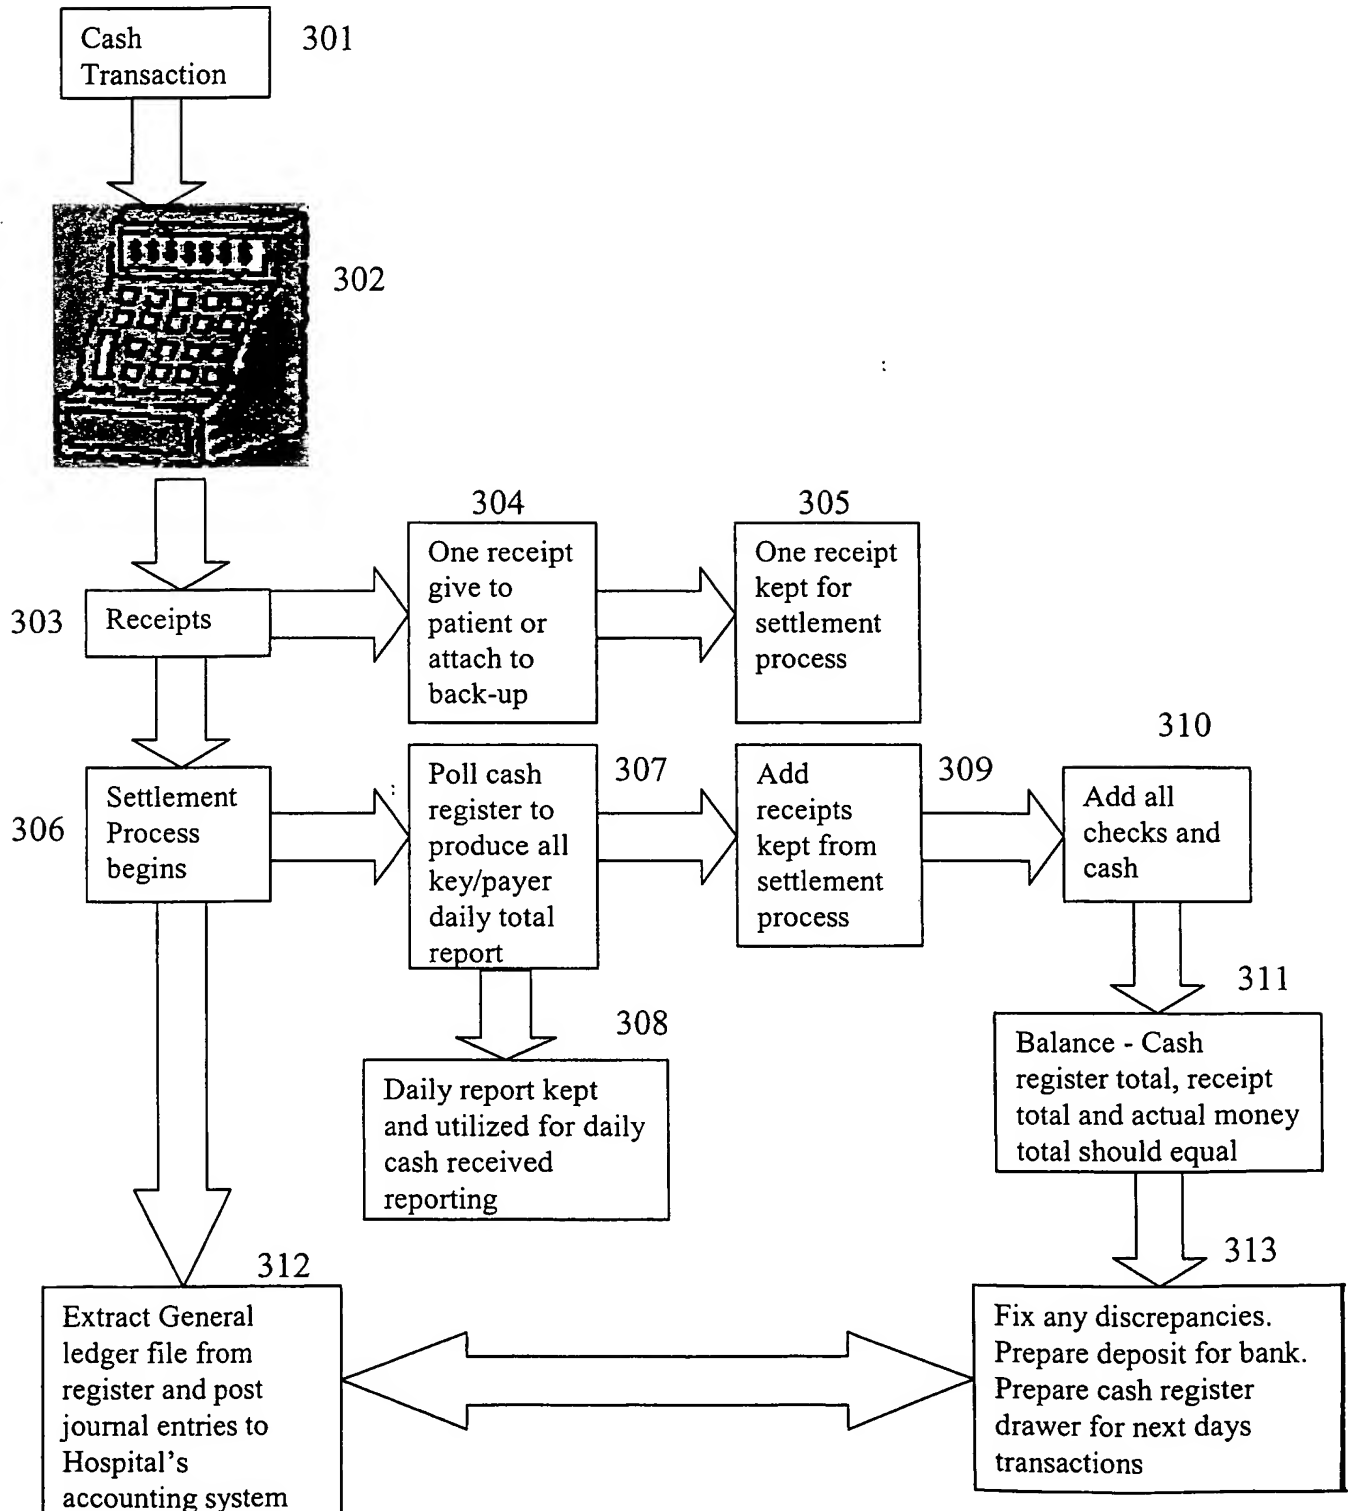 Cash
Transaction
301
$$$$$$$
302
304
305
One receipt
give to
patient or
attach to
back-up
One receipt
kept for
settlement
process
303
Receipts
310
306
Settlement
Process
begins
Poll cash
register to
produce all
key/payer
daily total
report
307
Add
receipts
kept from
settlement
process
309
Add all
checks and
cash
308
311
Daily report kept
and utilized for daily
cash received
reporting
Balance - Cash
register total, receipt
total and actual money
total should equal
312
313
Extract General
ledger file from
register and post
journal entries to
Hospital's
accounting system
Fix any discrepancies.
Prepare deposit for bank.
Prepare cash register
drawer for next days
transactions